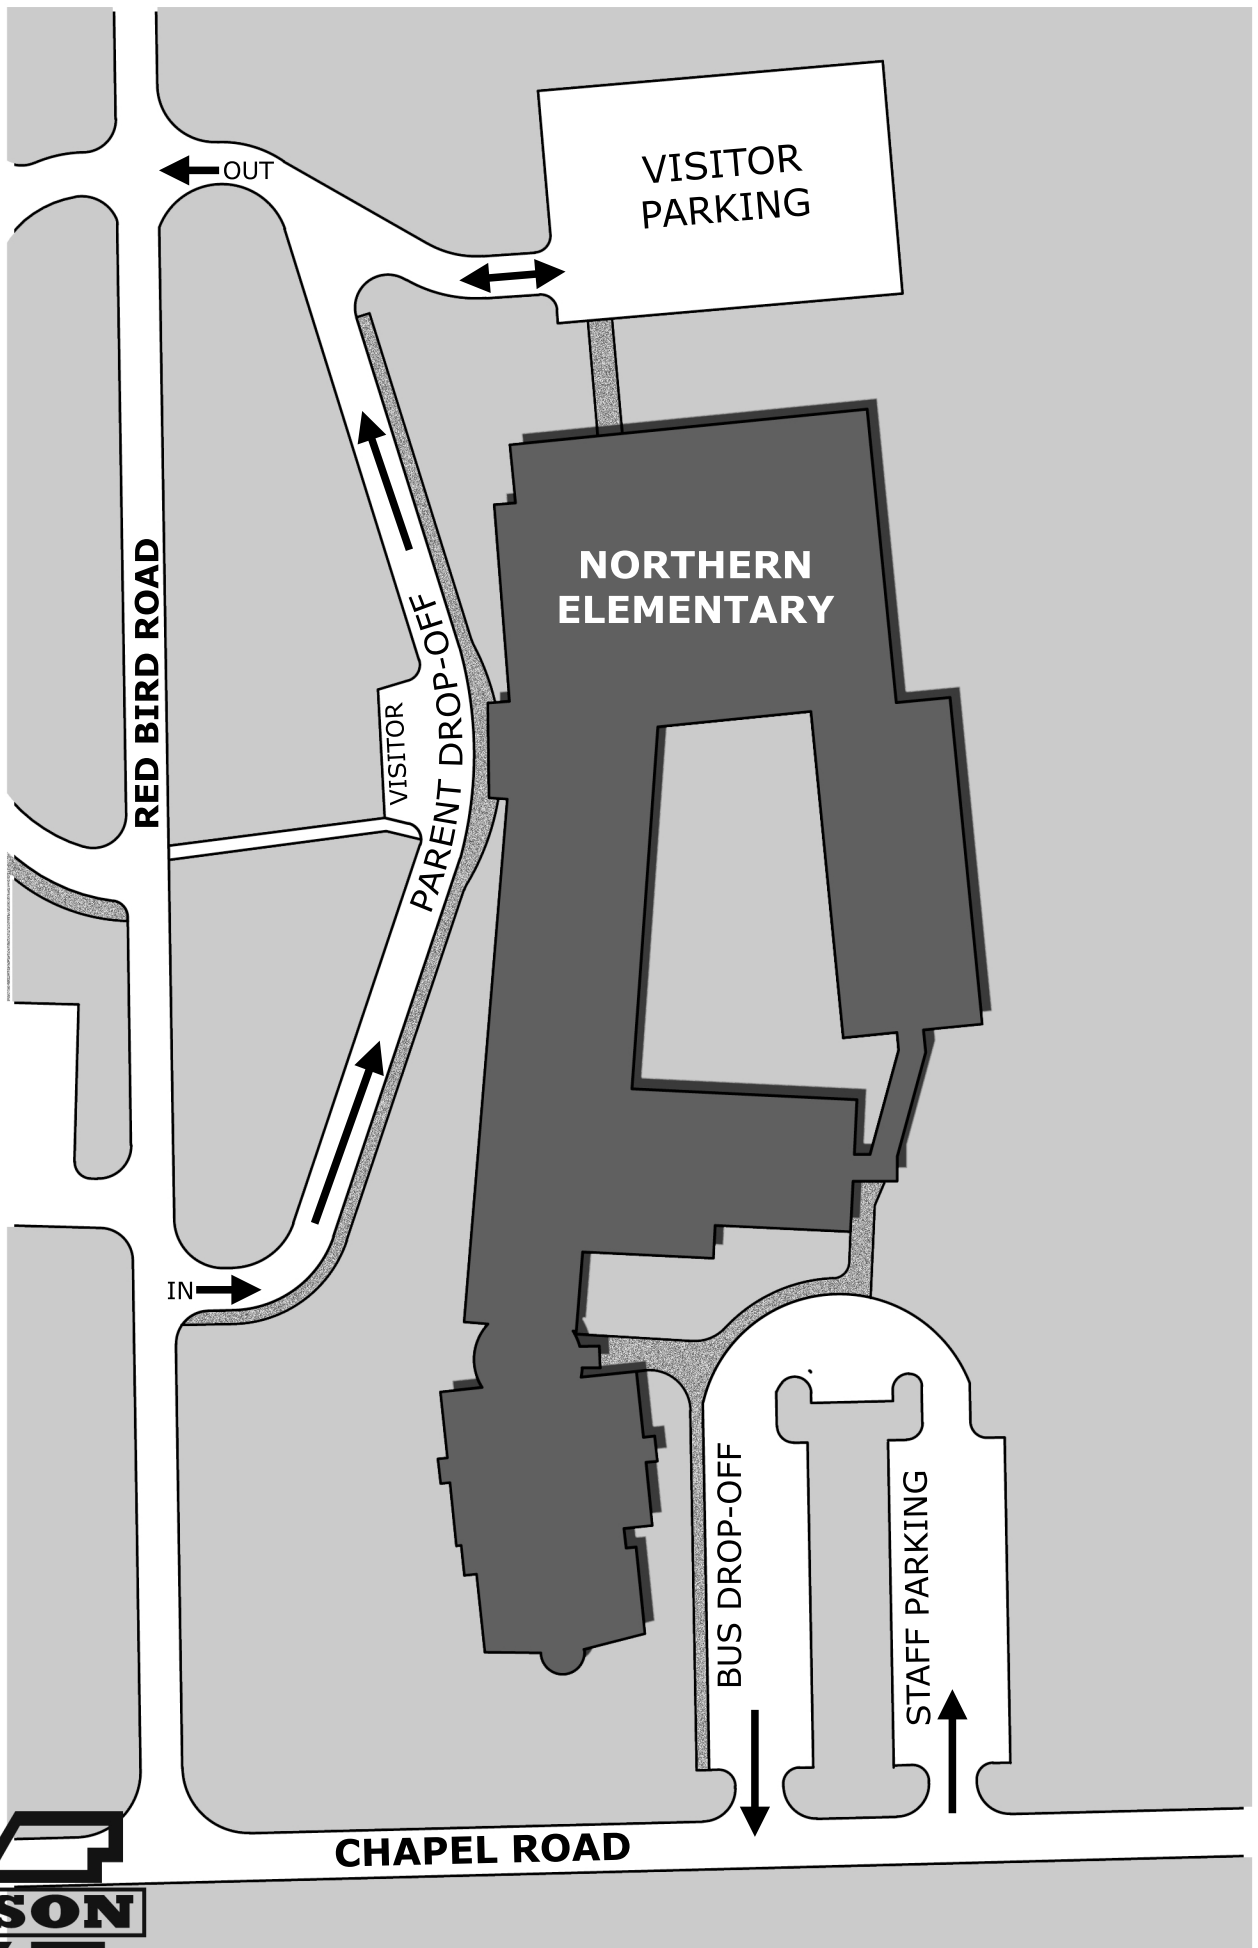 VISITOR
PARKING
OUT
NORTHERN
ELEMENTARY
RED BIRD ROAD
VISITOR
PARENT DROP-OFF
IN
BUS DROP-OFF
STAFF PARKING
CHAPEL ROAD
SON